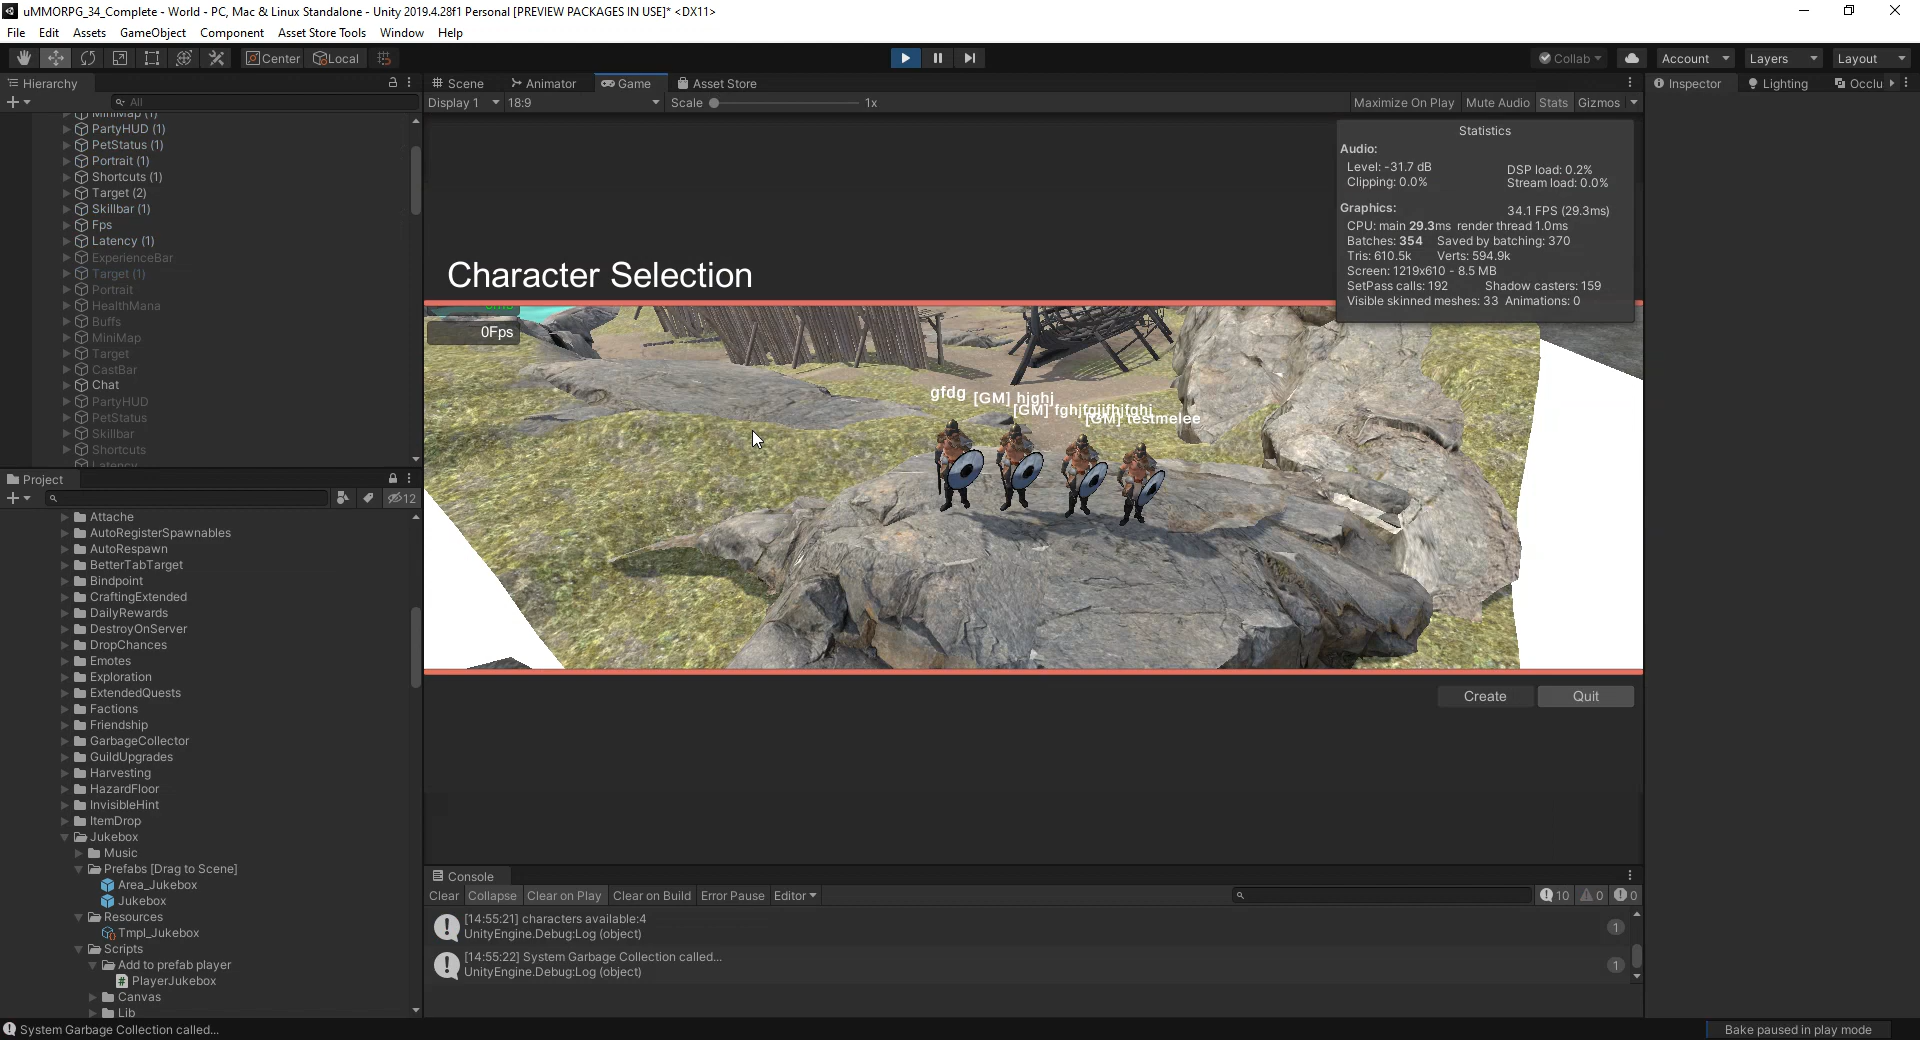 uMMORPG_34_Complete - World - PC, Mac & Linux Standalone - Unity 2019.4.28f1 Personal [PREVIEW PACKAGES IN USE]* <DX11>
File Edit Assets GameObject Component Asset Store Tools Window Help
Center Local Collab Account Layers Layout
Hierarchy
All
MiniMap (1)
PartyHUD (1)
PetStatus (1)
Portrait (1)
Shortcuts (1)
Target (2)
Skillbar (1)
Fps
Latency (1)
ExperienceBar
Target (1)
Portrait
HealthMana
Buffs
MiniMap
Target
CastBar
Chat
PartyHUD
PetStatus
Skillbar
Shortcuts
Latency
Project
12
Attache
AutoRegisterSpawnables
AutoRespawn
BetterTabTarget
Bindpoint
CraftingExtended
DailyRewards
DestroyOnServer
DropChances
Emotes
Exploration
ExtendedQuests
Factions
Friendship
GarbageCollector
GuildUpgrades
Harvesting
HazardFloor
InvisibleHint
ItemDrop
Jukebox
Music
Prefabs [Drag to Scene]
Area_Jukebox
Jukebox
Resources
Tmpl_Jukebox
Scripts
Add to prefab player
PlayerJukebox
Canvas
Lib
Scene Animator Game Asset Store
Display 1 18:9 Scale 1x Maximize On Play Mute Audio Stats Gizmos
Statistics
Audio:
Level: -31.7 dB DSP load: 0.2%
Clipping: 0.0% Stream load: 0.0%
Graphics: 34.1 FPS (29.3ms)
CPU: main 29.3ms render thread 1.0ms
Batches: 354 Saved by batching: 370
Tris: 610.5k Verts: 594.9k
Screen: 1219x610 - 8.5 MB
SetPass calls: 192 Shadow casters: 159
Visible skinned meshes: 33 Animations: 0
Character Selection
0Fps
gfdg
[GM] hjghj
[GM]
[GM] testmelee
Create Quit
Console
Clear Collapse Clear on Play Clear on Build Error Pause Editor 10 0 0
[14:55:21] characters available:4
UnityEngine.Debug:Log (object)
1
[14:55:22] System Garbage Collection called...
UnityEngine.Debug:Log (object)
1
Inspector Lighting Occlu
System Garbage Collection called...
Bake paused in play mode